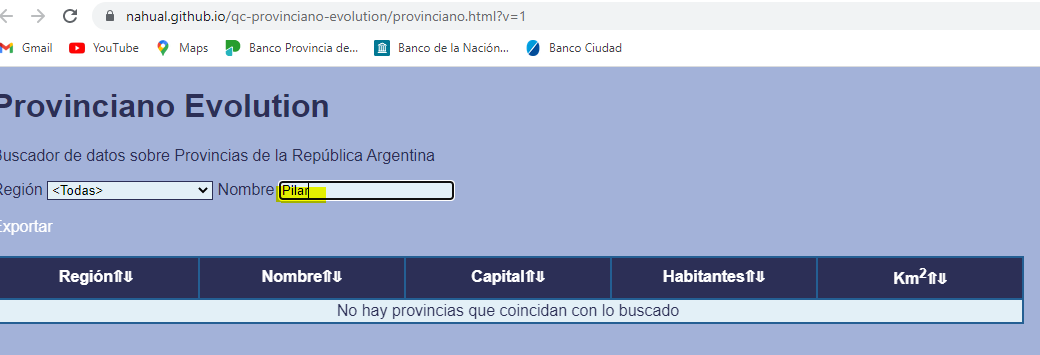 nahual.github.io/qc-provinciano-evolution/provinciano.html?v=1
Gmail YouTube Maps Banco Provincia de... Banco de la Nación... Banco Ciudad
Provinciano Evolution
Buscador de datos sobre Provincias de la República Argentina
Región <Todas> Nombre Pilar
Exportar
Región⇈⇊ Nombre⇈⇊ Capital⇈⇊ Habitantes⇈⇊ Km²⇈⇊
No hay provincias que coincidan con lo buscado